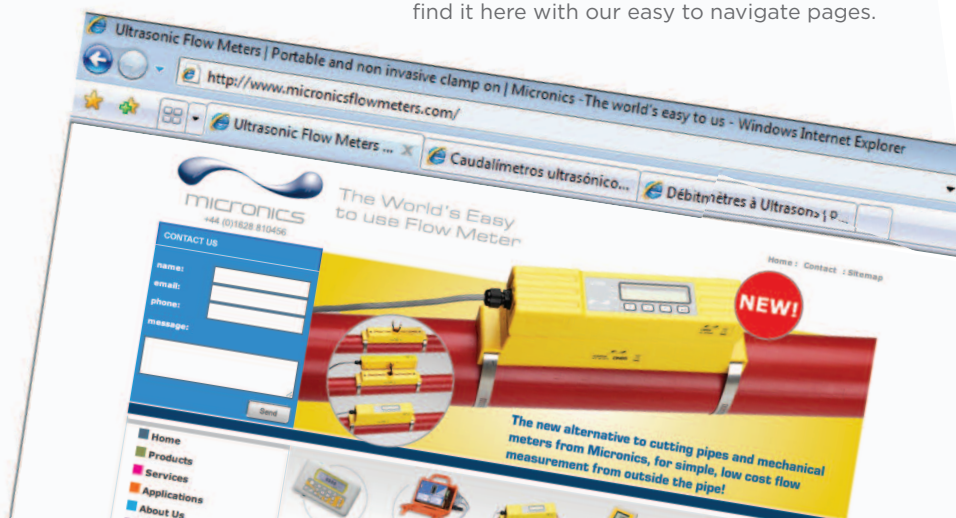 find it here with our easy to navigate pages.
Ultrasonic Flow Meters | Portable and non invasive clamp on | Micronics -The world's easy to us - Windows Internet Explorer
http://www.micronicsflowmeters.com/
Ultrasonic Flow Meters ...
Caudalímetros ultrasónico...
Débitmètres à Ultrasons | P...
micronics
+44 (0)1628 810456
The World's Easy
to use Flow Meter
Home : Contact : Sitemap
CONTACT US
name:
email:
phone:
message:
Send
NEW!
The new alternative to cutting pipes and mechanical
meters from Micronics, for simple, low cost flow
measurement from outside the pipe!
Home
Products
Services
Applications
About Us